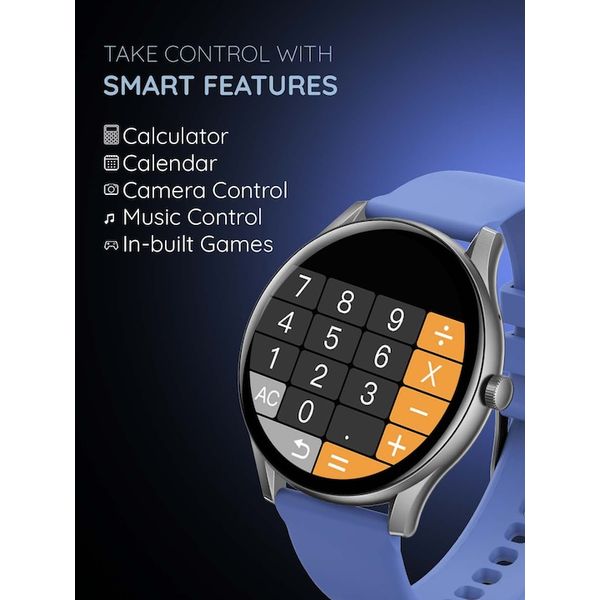 TAKE CONTROL WITH
SMART FEATURES
Calculator
Calendar
Camera Control
Music Control
In-built Games
7 8 9 ÷
4 5 6 X
1 2 3 −
AC 0 . +
=